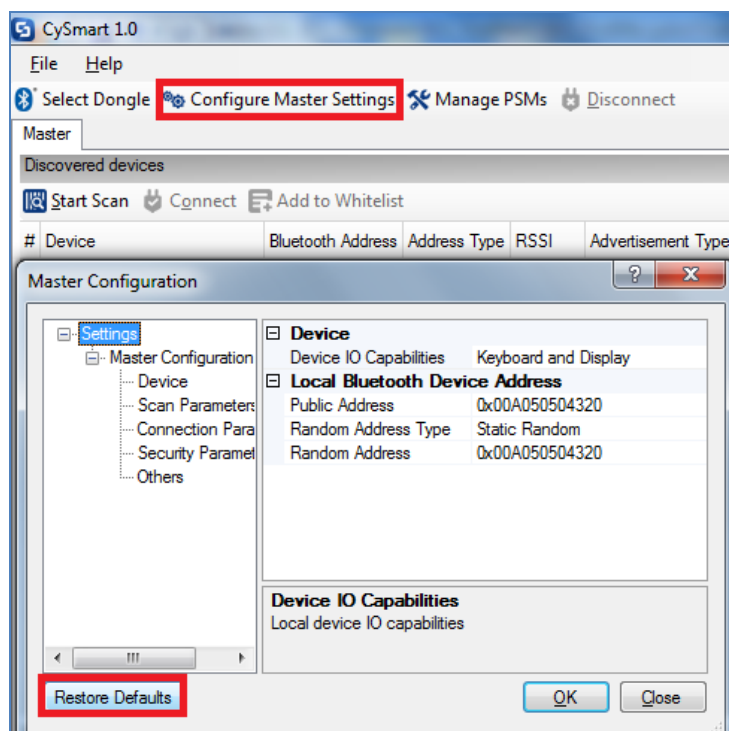 CySmart 1.0
File Help
Select Dongle Configure Master Settings Manage PSMs Disconnect
Master
Discovered devices
Start Scan Connect Add to Whitelist
# Device Bluetooth Address Address Type RSSI Advertisement Type
Master Configuration
Settings
Master Configuration
Device
Scan Parameters
Connection Para
Security Paramet
Others
Device
Device IO Capabilities Keyboard and Display
Local Bluetooth Device Address
Public Address 0x00A050504320
Random Address Type Static Random
Random Address 0x00A050504320
Device IO Capabilities
Local device IO capabilities
Restore Defaults OK Close